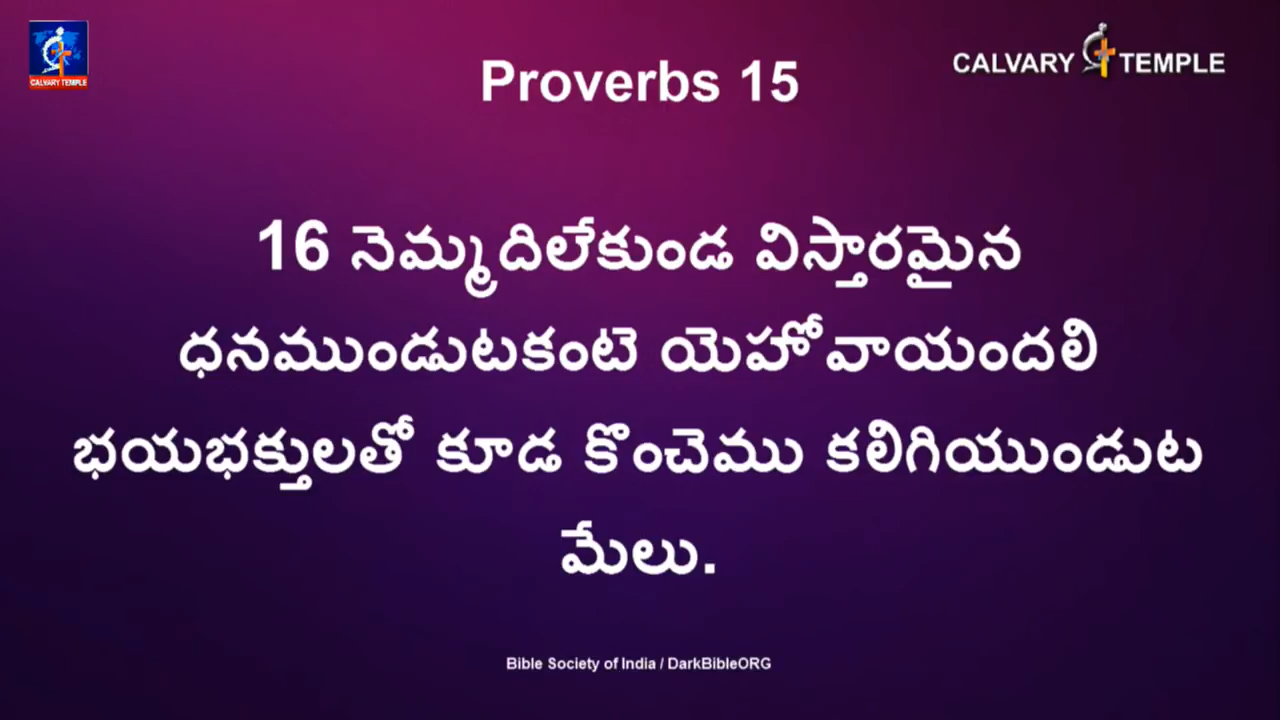 CALVARY TEMPLE
CALVARY TEMPLE
Proverbs 15
16 నెమ్మదిలేకుండ విస్తారమైన
ధనముండుటకంటె యెహోవాయందలి
భయభక్తులతో కూడ కొంచెము కలిగియుండుట
మేలు.
Bible Society of India / DarkBibleORG